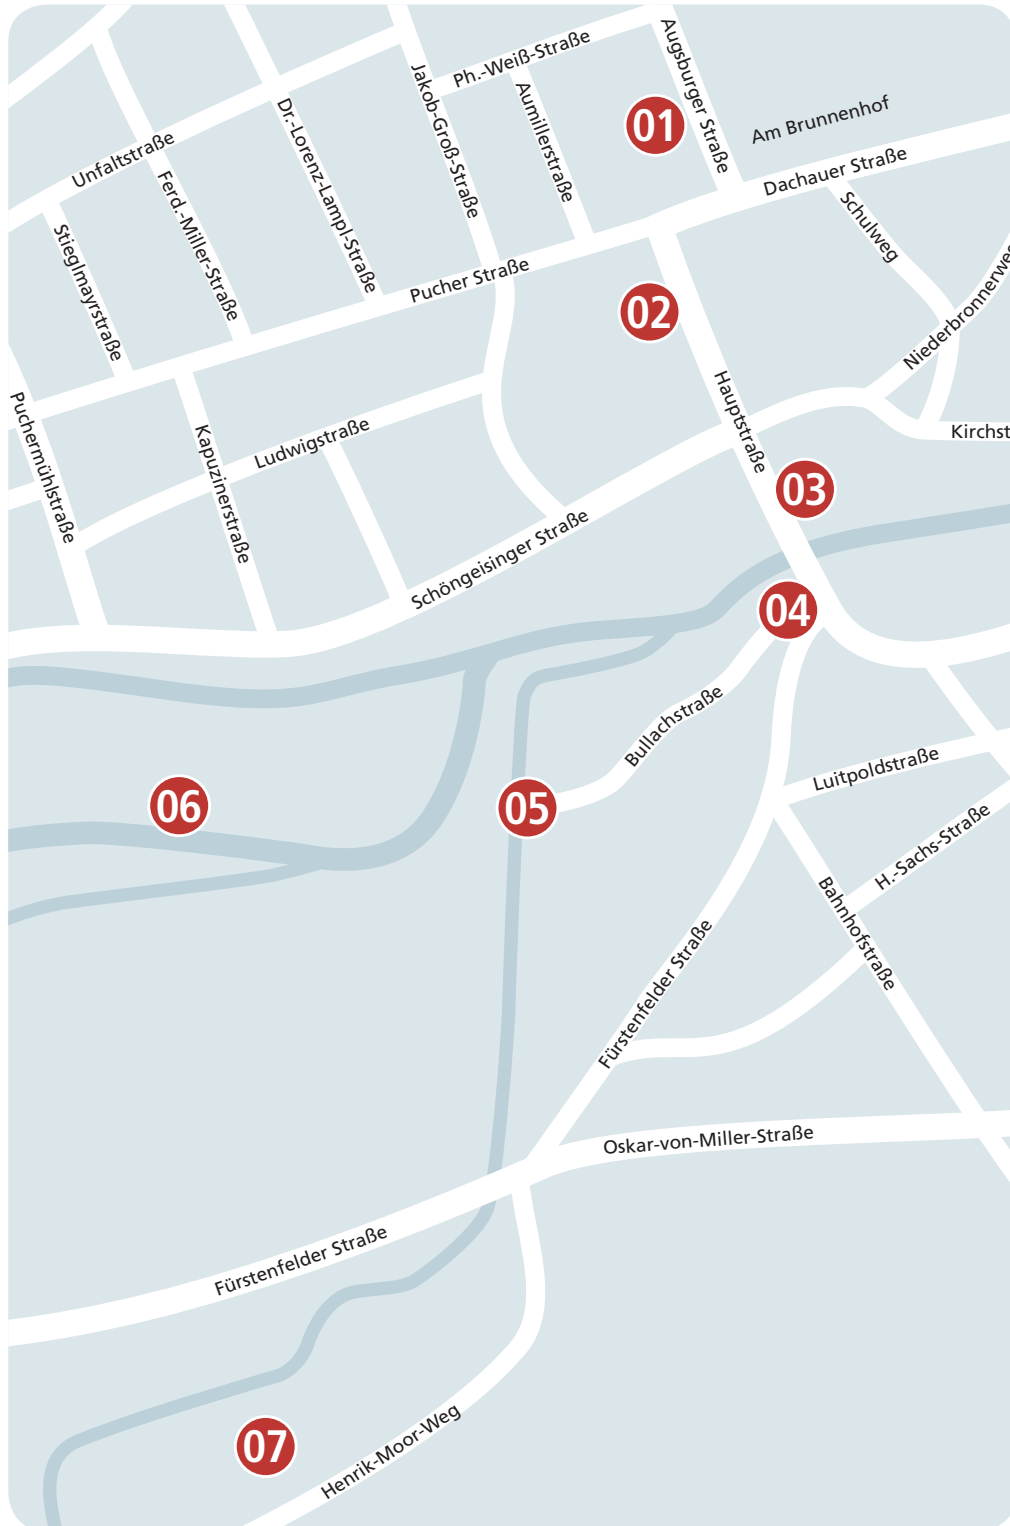 Ph.-Weiß-Straße
Augsburger Straße
Jakob-Groß-Straße
Aumillerstraße
01
Am Brunnenhof
Dr.-Lorenz-Lampl-Straße
Unfaltstraße
Dachauer Straße
Ferd.-Miller-Straße
Schulweg
Stieglmayrstraße
Pucher Straße
02
Niederbronnerweg
Hauptstraße
Puchermühlstraße
Kapuzinerstraße
Ludwigstraße
Kirchst
03
Schöngeisinger Straße
04
Bullachstraße
Luitpoldstraße
06
05
H.-Sachs-Straße
Bahnhofstraße
Fürstenfelder Straße
Oskar-von-Miller-Straße
Fürstenfelder Straße
07
Henrik-Moor-Weg